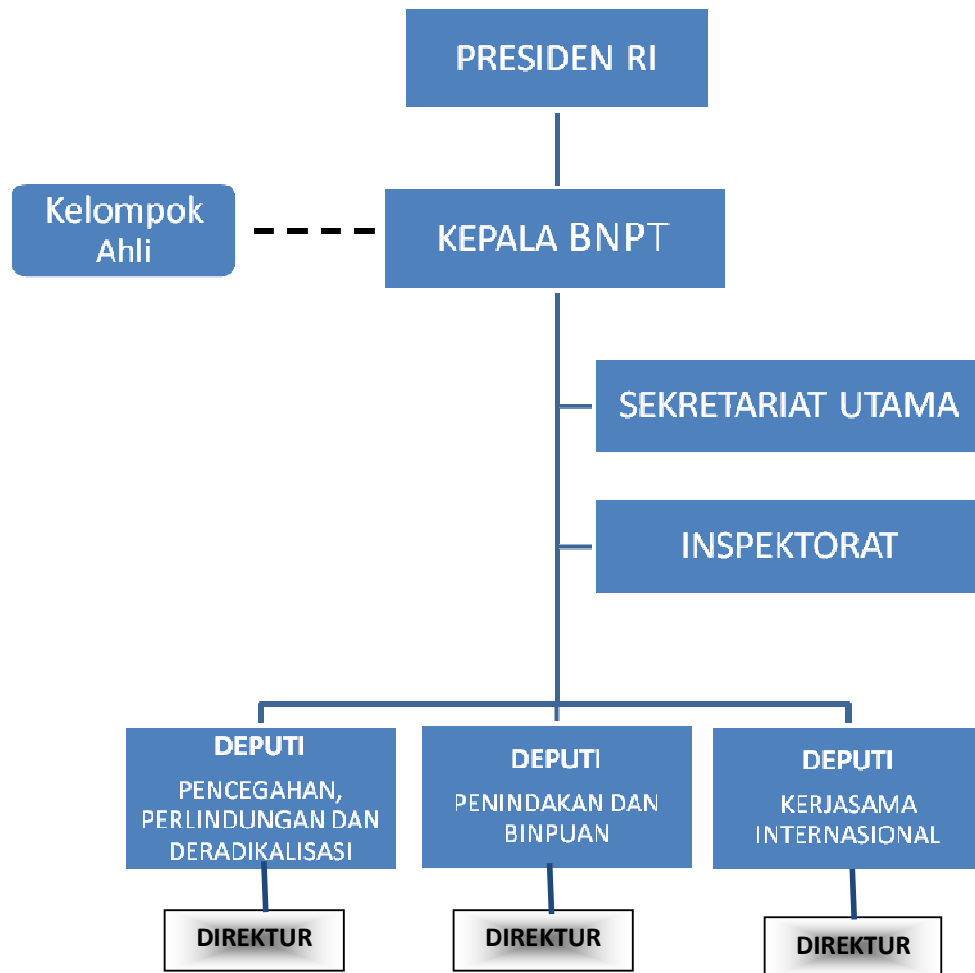 PRESIDEN RI
Kelompok
Ahli
KEPALA BNPT
SEKRETARIAT UTAMA
INSPEKTORAT
DEPUTI
PENCEGAHAN,
PERLINDUNGAN DAN
DERADIKALISASI
DEPUTI
PENINDAKAN DAN
BINPUAN
DEPUTI
KERJASAMA
INTERNASIONAL
DIREKTUR
DIREKTUR
DIREKTUR